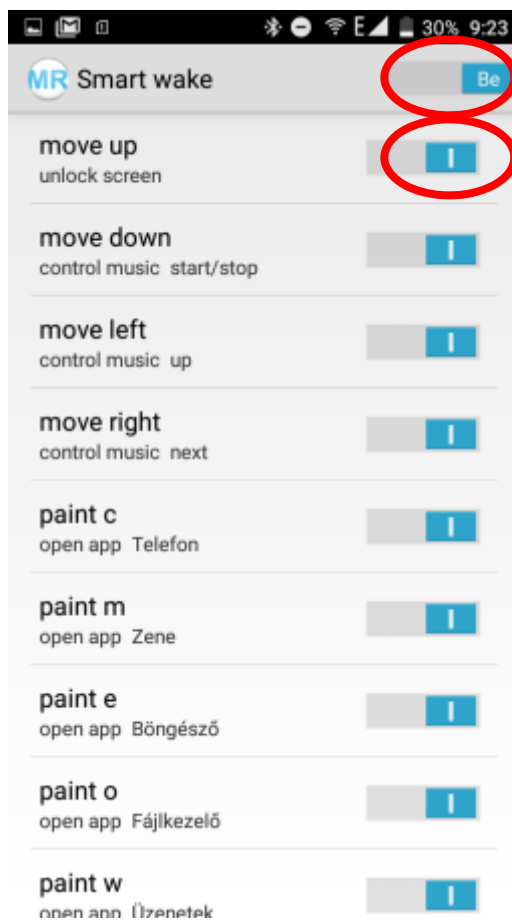 E 30% 9:23
MR Smart wake Be
move up
unlock screen
move down
control music start/stop
move left
control music up
move right
control music next
paint c
open app Telefon
paint m
open app Zene
paint e
open app Böngésző
paint o
open app Fájlkezelő
paint w
open app Üzenetek